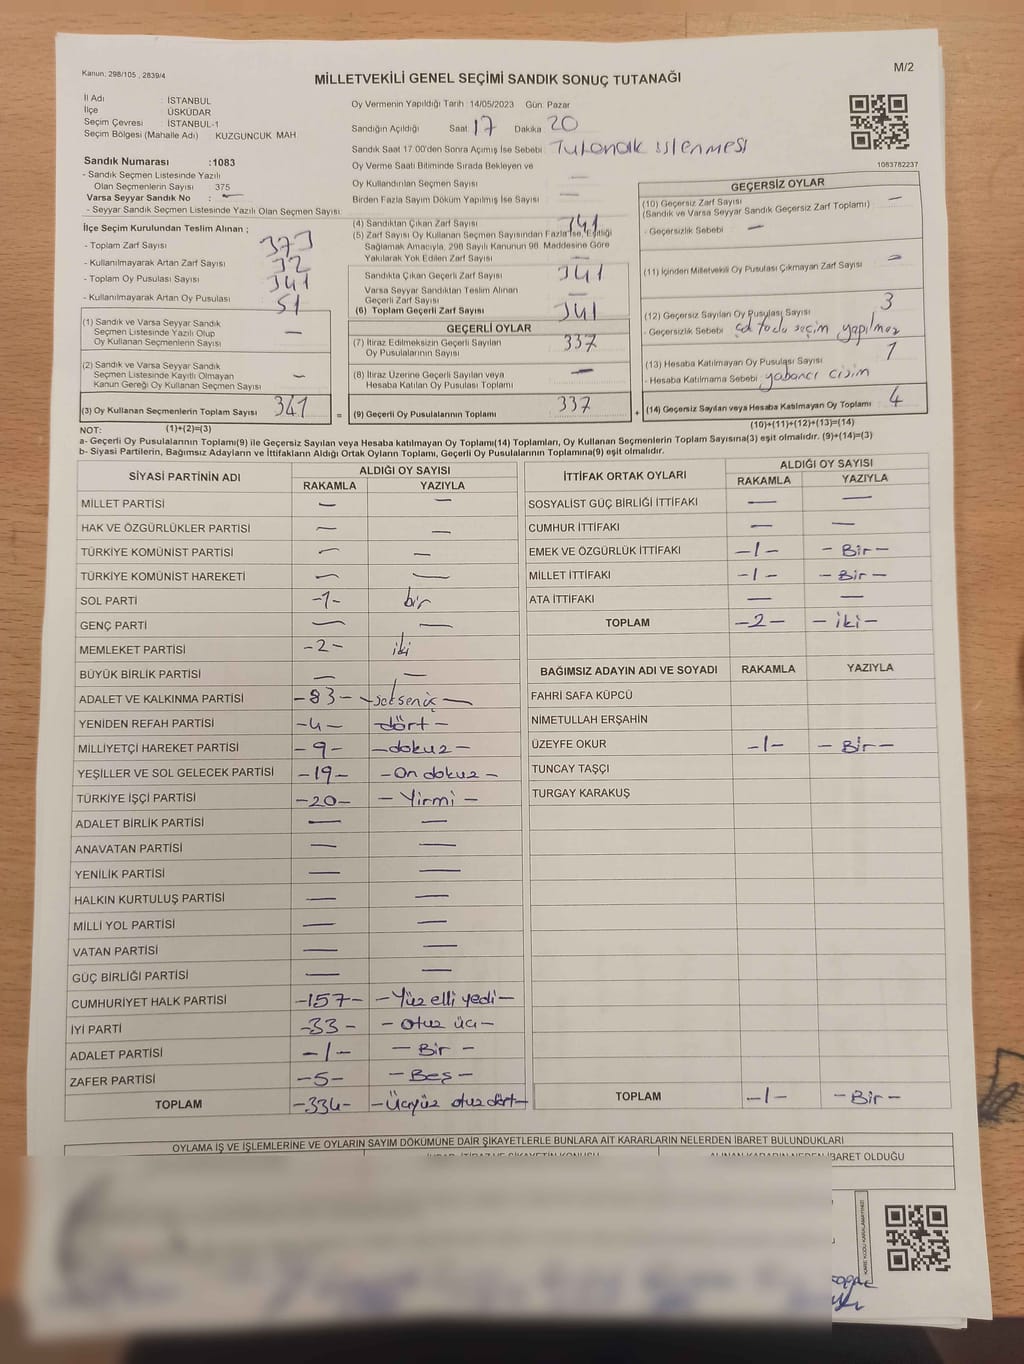 Kanun: 298/105 , 2839/4
M/2
MİLLETVEKİLİ GENEL SEÇİMİ SANDIK SONUÇ TUTANAĞI
İl Adı : İSTANBUL
İlçe : ÜSKÜDAR
Seçim Çevresi : İSTANBUL-1
Seçim Bölgesi (Mahalle Adı) : KUZGUNCUK MAH
Sandık Numarası :1083
- Sandık Seçmen Listesinde Yazılı
Olan Seçmenlerin Sayısı : 375
Varsa Seyyar Sandık No : —
- Seyyar Sandık Seçmen Listesinde Yazılı Olan Seçmen Sayısı:
İlçe Seçim Kurulundan Teslim Alınan ;
- Toplam Zarf Sayısı : 373
- Kullanılmayarak Artan Zarf Sayısı : 32
- Toplam Oy Pusulası Sayısı : 341
- Kullanılmayarak Artan Oy Pusulası : 51
(1) Sandık ve Varsa Seyyar Sandık
Seçmen Listesinde Yazılı Olup
Oy Kullanan Seçmenlerin Sayısı —
(2) Sandık ve Varsa Seyyar Sandık
Seçmen Listesinde Kayıtlı Olmayan
Kanun Gereği Oy Kullanan Seçmen Sayısı —
(3) Oy Kullanan Seçmenlerin Toplam Sayısı 341
(1)+(2)=(3)
Oy Vermenin Yapıldığı Tarih :14/05/2023 Gün: Pazar
Sandığın Açıldığı Saat 17 Dakika 20
Sandık Saat 17.00'den Sonra Açılmış İse Sebebi : Tutanak işlenmesi
Oy Verme Saati Bitiminde Sırada Bekleyen ve
Oy Kullandırılan Seçmen Sayısı : —
Birden Fazla Sayım Döküm Yapılmış İse Sayısı : —
(4) Sandıktan Çıkan Zarf Sayısı : 341
(5) Zarf Sayısı Oy Kullanan Seçmen Sayısından Fazla İse, Eşitliği
Sağlamak Amacıyla, 298 Sayılı Kanunun 98. Maddesine Göre
Yakılarak Yok Edilen Zarf Sayısı : —
Sandıkta Çıkan Geçerli Zarf Sayısı : 341
Varsa Seyyar Sandıktan Teslim Alınan
Geçerli Zarf Sayısı : —
(6) Toplam Geçerli Zarf Sayısı : 341
GEÇERLİ OYLAR
(7) İtiraz Edilmeksizin Geçerli Sayılan
Oy Pusulalarının Sayısı : 337
(8) İtiraz Üzerine Geçerli Sayılan veya
Hesaba Katılan Oy Pusulası Toplamı : —
= (9) Geçerli Oy Pusulalarının Toplamı : 337
1083782237
GEÇERSİZ OYLAR
(10) Geçersiz Zarf Sayısı : —
(Sandık ve Varsa Seyyar Sandık Geçersiz Zarf Toplamı)
- Geçersizlik Sebebi : —
(11) İçinden Milletvekili Oy Pusulası Çıkmayan Zarf Sayısı : —
(12) Geçersiz Sayılan Oy Pusulası Sayısı : 3
- Geçersizlik Sebebi : seçim yapılmaz
(13) Hesaba Katılmayan Oy Pusulası Sayısı : 1
- Hesaba Katılmama Sebebi : yabancı cisim
+ (14) Geçersiz Sayılan veya Hesaba Katılmayan Oy Toplamı : 4
(10)+(11)+(12)+(13)=(14)
NOT:
a- Geçerli Oy Pusulalarının Toplamı(9) ile Geçersiz Sayılan veya Hesaba katılmayan Oy Toplamı(14) Toplamları, Oy Kullanan Seçmenlerin Toplam Sayısına(3) eşit olmalıdır. (9)+(14)=(3)
b- Siyasi Partilerin, Bağımsız Adayların ve İttifakların Aldığı Ortak Oyların Toplamı, Geçerli Oy Pusulalarının Toplamına(9) eşit olmalıdır.
SİYASİ PARTİNİN ADI ALDIĞI OY SAYISI
RAKAMLA YAZIYLA
MİLLET PARTİSİ — —
HAK VE ÖZGÜRLÜKLER PARTİSİ — —
TÜRKİYE KOMÜNİST PARTİSİ — —
TÜRKİYE KOMÜNİST HAREKETİ — —
SOL PARTİ -1- bir
GENÇ PARTİ — —
MEMLEKET PARTİSİ -2- iki
BÜYÜK BİRLİK PARTİSİ — —
ADALET VE KALKINMA PARTİSİ -83- -seksenüç-
YENİDEN REFAH PARTİSİ -4- dört-
MİLLİYETÇİ HAREKET PARTİSİ -9- -dokuz-
YEŞİLLER VE SOL GELECEK PARTİSİ -19- -On dokuz-
TÜRKİYE İŞÇİ PARTİSİ -20- -Yirmi-
ADALET BİRLİK PARTİSİ — —
ANAVATAN PARTİSİ — —
YENİLİK PARTİSİ — —
HALKIN KURTULUŞ PARTİSİ — —
MİLLİ YOL PARTİSİ — —
VATAN PARTİSİ — —
GÜÇ BİRLİĞİ PARTİSİ — —
CUMHURİYET HALK PARTİSİ -157- -Yüz elli yedi-
İYİ PARTİ -33- -Otuz üç-
ADALET PARTİSİ -1- -Bir-
ZAFER PARTİSİ -5- -Beş-
TOPLAM -334- -Üçyüz otuz dört-
İTTİFAK ORTAK OYLARI ALDIĞI OY SAYISI
RAKAMLA YAZIYLA
SOSYALİST GÜÇ BİRLİĞİ İTTİFAKI — —
CUMHUR İTTİFAKI — —
EMEK VE ÖZGÜRLÜK İTTİFAKI -1- -Bir-
MİLLET İTTİFAKI -1- -Bir-
ATA İTTİFAKI — —
TOPLAM -2- -iki-
BAĞIMSIZ ADAYIN ADI VE SOYADI RAKAMLA YAZIYLA
FAHRİ SAFA KÜPCÜ
NİMETULLAH ERŞAHİN
ÜZEYFE OKUR -1- -Bir-
TUNCAY TAŞÇI
TURGAY KARAKUŞ
TOPLAM -1- -Bir-
OYLAMA İŞ VE İŞLEMLERİNE VE OYLARIN SAYIM DÖKÜMÜNE DAİR ŞİKAYETLERLE BUNLARA AİT KARARLARIN NELERDEN İBARET BULUNDUKLARI
İBARET OLDUĞU
KARE KODU KARALAMAYINIZ!